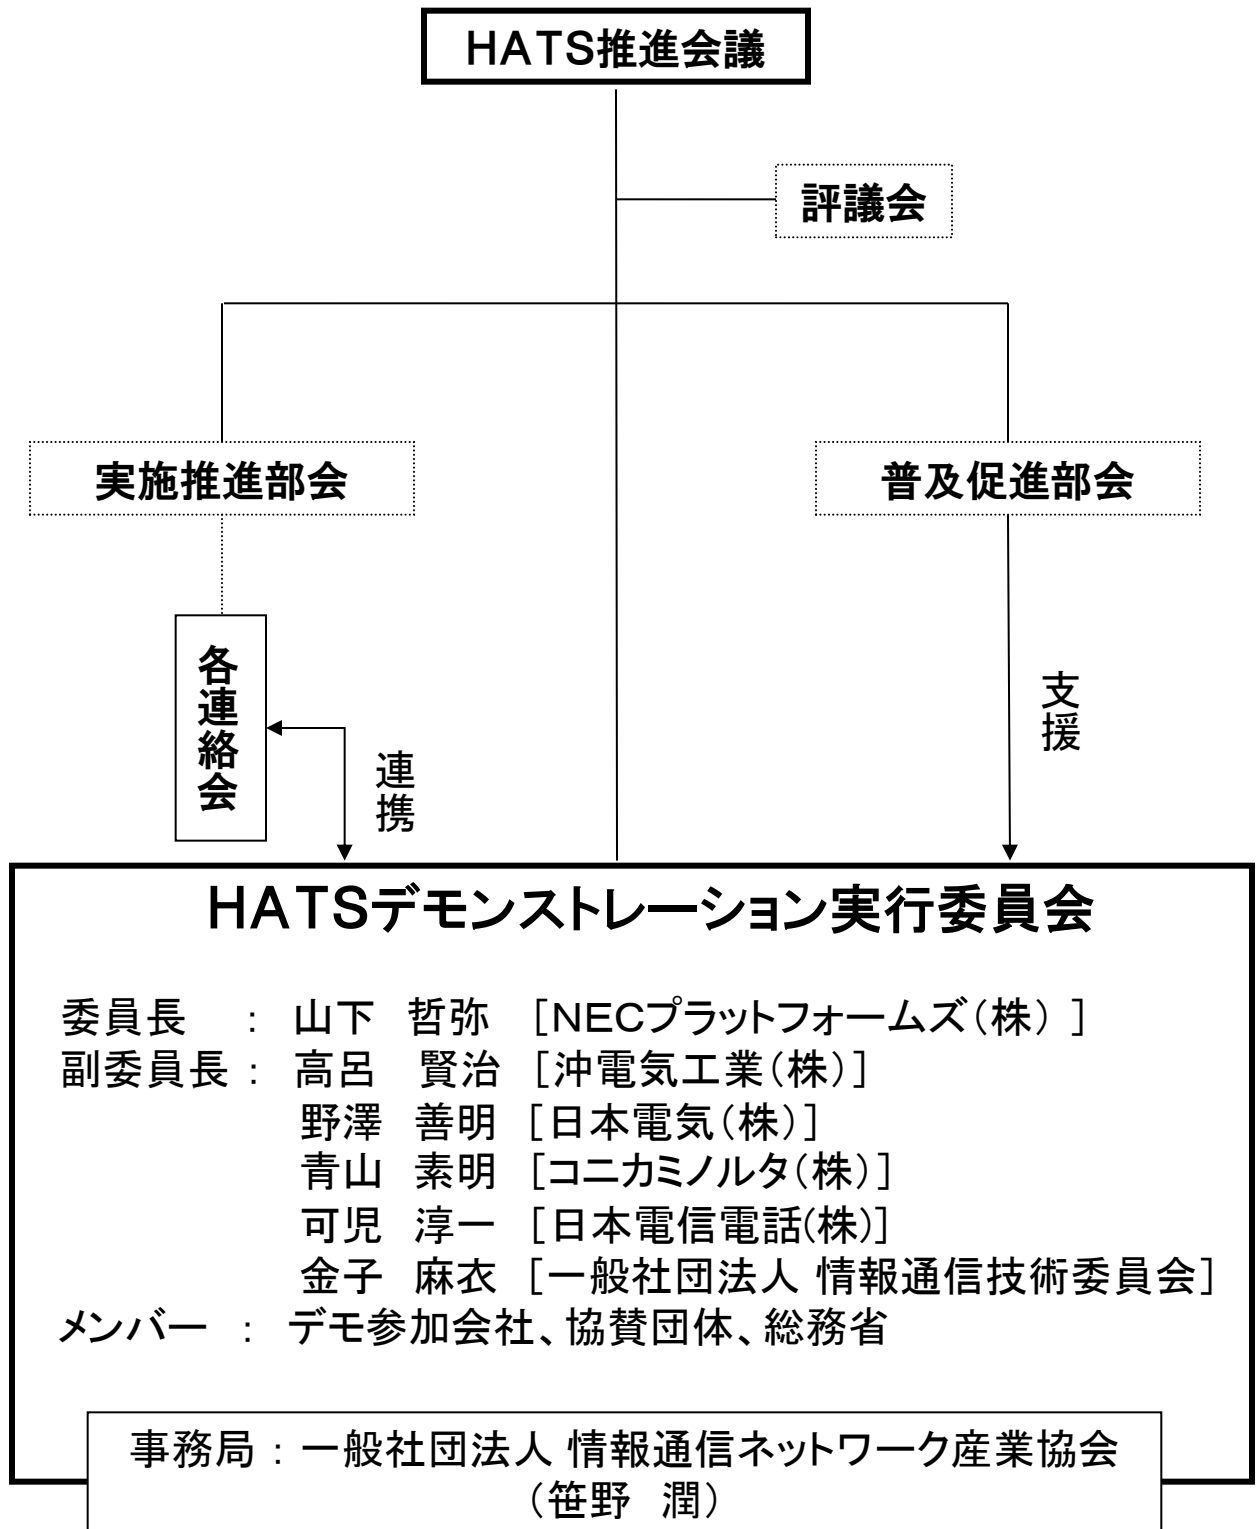 HATS推進会議
評議会
実施推進部会
普及促進部会
各連絡会
連携
支援
HATSデモンストレーション実行委員会
委員長　：　山下　哲弥　［NECプラットフォームズ（株）］
副委員長：　高呂　賢治　［沖電気工業（株）］
野澤　善明　［日本電気（株）］
青山　素明　［コニカミノルタ（株）］
可児　淳一　［日本電信電話(株)］
金子　麻衣　［一般社団法人 情報通信技術委員会］
メンバー　：　デモ参加会社、協賛団体、総務省
事務局：一般社団法人 情報通信ネットワーク産業協会
（笹野　潤）